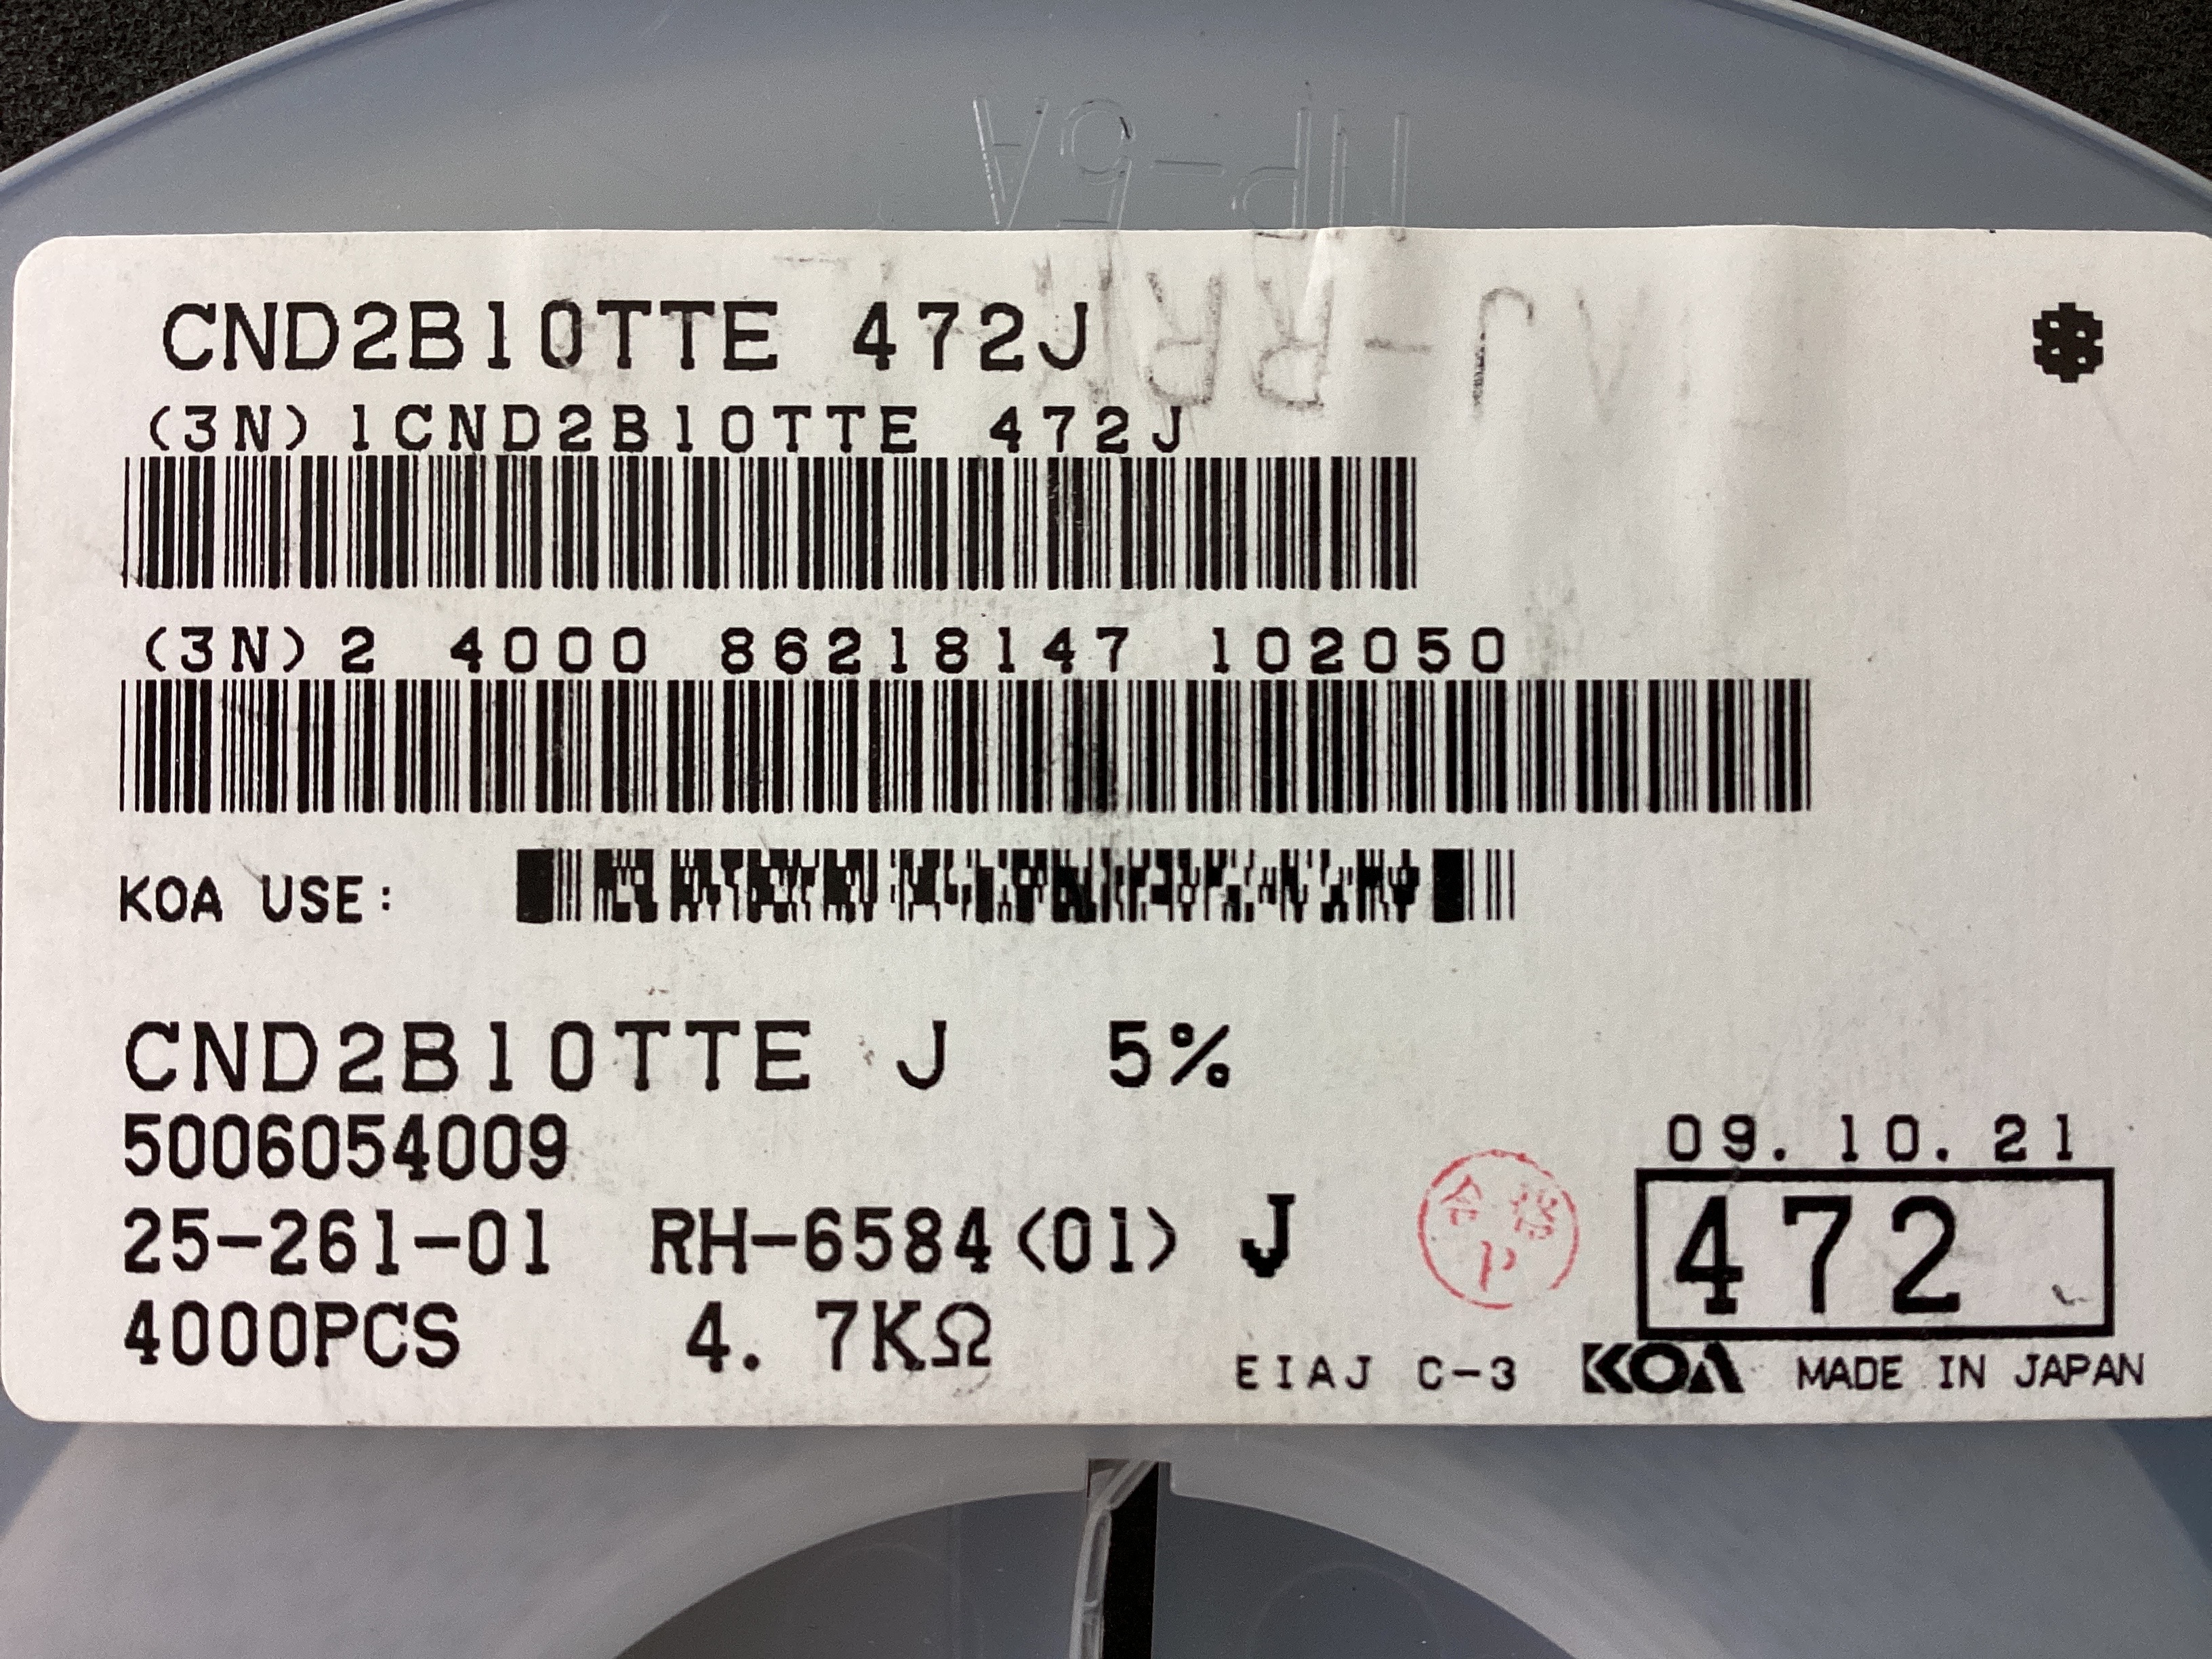 CND2B10TTE 472J *
(3N) 1CND2B10TTE 472J
(3N) 2 4000 86218147 102050
KOA USE:
CND2B10TTE J 5%
5006054009
09. 10. 21
25-261-01 RH-6584<01> J
472
4000PCS 4. 7KΩ
EIAJ C-3 KOA MADE IN JAPAN